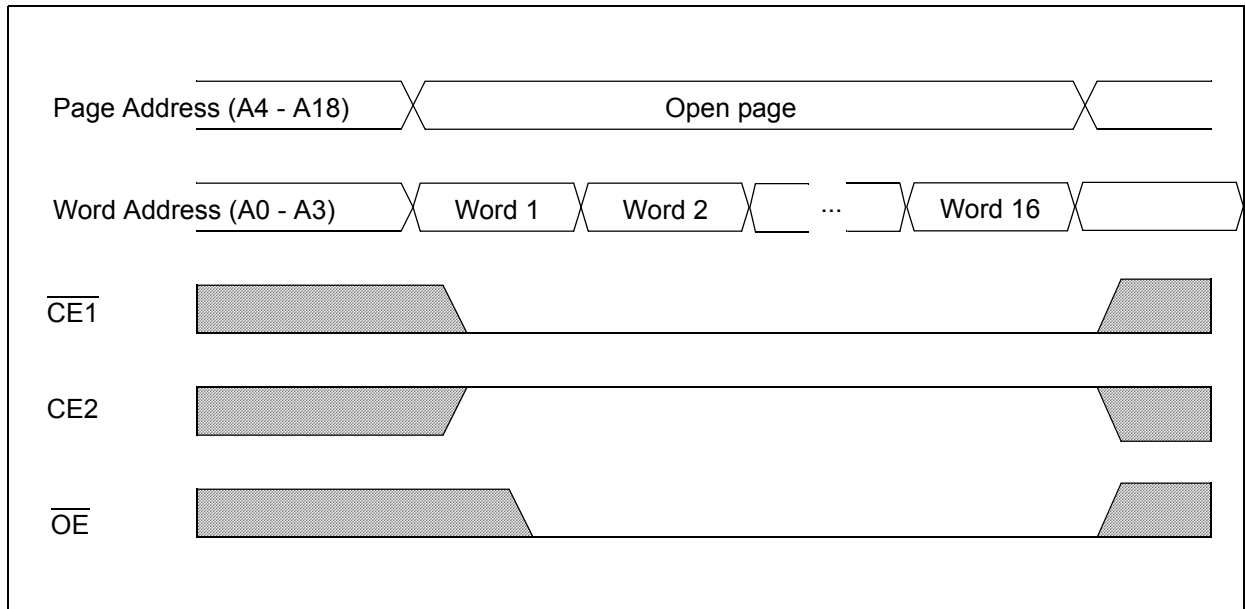 Page Address (A4 - A18) Open page
Word Address (A0 - A3) Word 1 Word 2 ... Word 16
CE1
CE2
OE